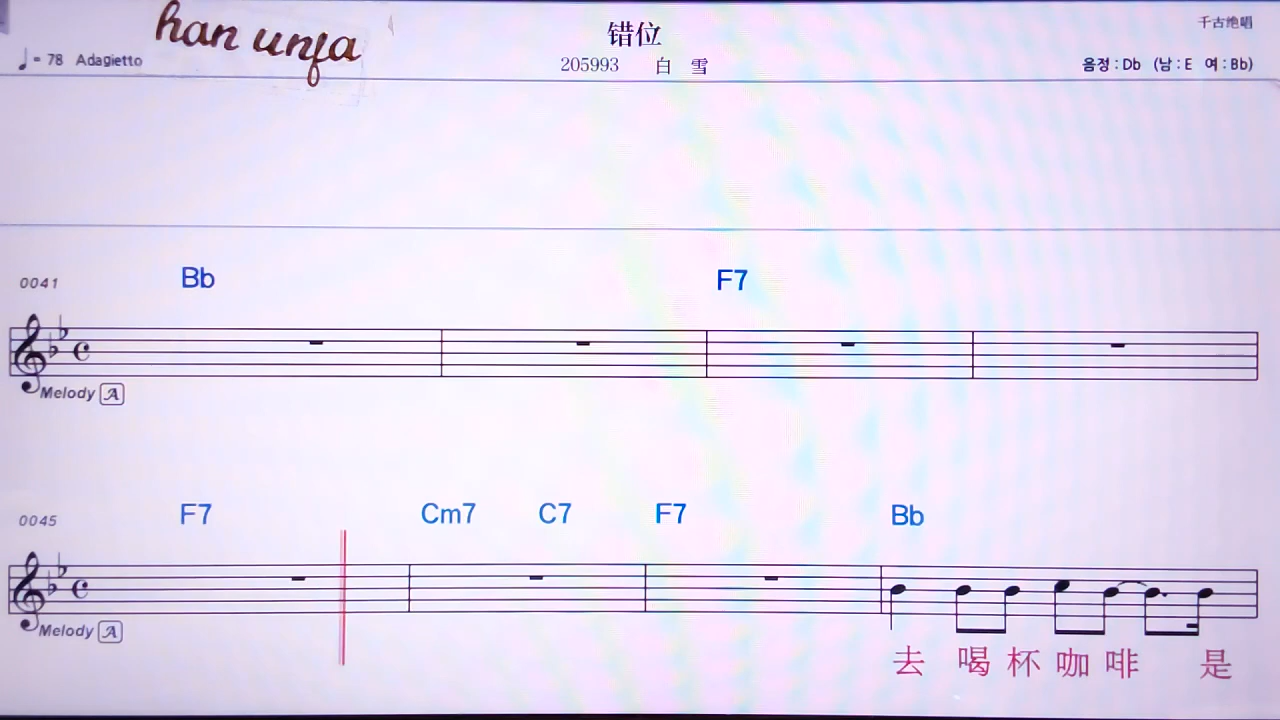 han unfa
错位
千古绝唱
♩= 78 Adagietto
205993 白 雪
음정 : Db (남 : E 여 : Bb)
0041 Bb F7
Melody A
0045 F7 Cm7 C7 F7 Bb
Melody A
去 喝 杯 咖 啡 是